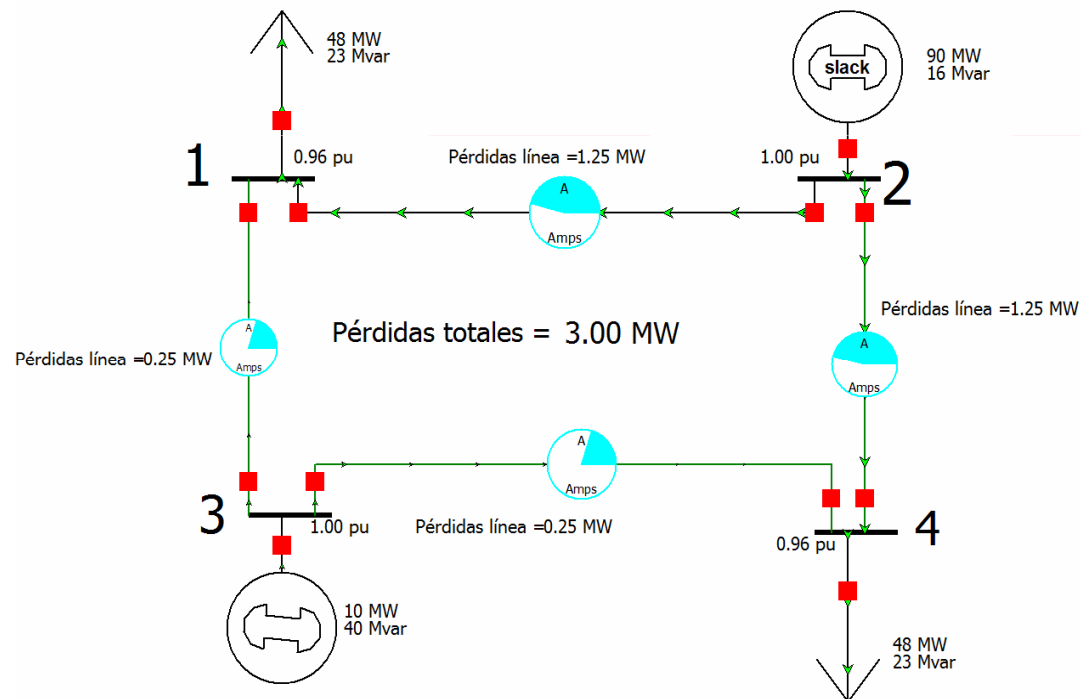 48 MW
23 Mvar
slack
90 MW
16 Mvar
1
0.96 pu
Pérdidas línea =1.25 MW
1.00 pu
2
A
Amps
Pérdidas línea =1.25 MW
A
Amps
Pérdidas totales = 3.00 MW
A
Amps
Pérdidas línea =0.25 MW
A
Amps
3
1.00 pu
Pérdidas línea =0.25 MW
0.96 pu
4
10 MW
40 Mvar
48 MW
23 Mvar